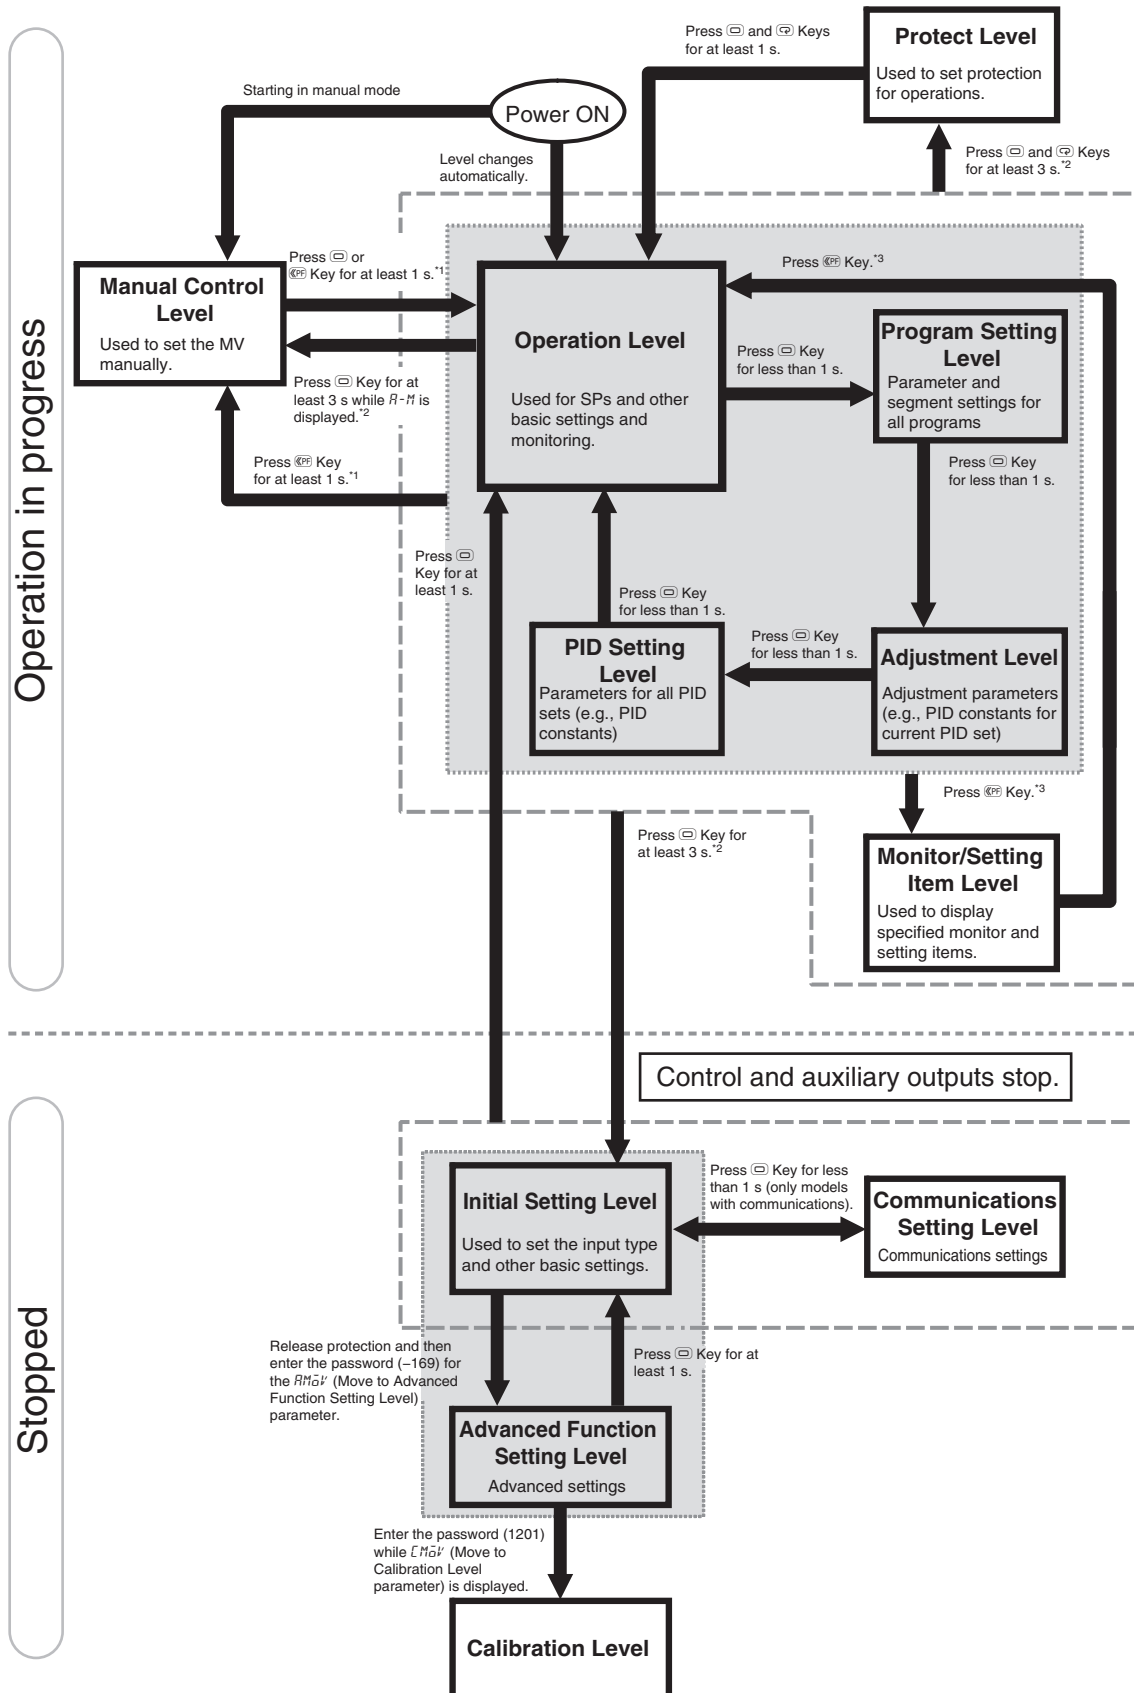 Operation in progress
Press and Keys
for at least 1 s.
Protect Level
Used to set protection
for operations.
Starting in manual mode
Power ON
Level changes
automatically.
Press and Keys
for at least 3 s.*2
Press or
PF Key for at least 1 s.*1
Manual Control
Level
Used to set the MV
manually.
Press PF Key.*3
Operation Level
Used for SPs and other
basic settings and
monitoring.
Press Key
for less than 1 s.
Program Setting
Level
Parameter and
segment settings for
all programs
Press Key for at
least 3 s while A-M is
displayed.*2
Press PF Key
for at least 1 s.*1
Press Key
for less than 1 s.
Press
Key for at
least 1 s.
Press Key
for less than 1 s.
PID Setting
Level
Parameters for all PID
sets (e.g., PID
constants)
Press Key
for less than 1 s.
Adjustment Level
Adjustment parameters
(e.g., PID constants for
current PID set)
Press PF Key.*3
Press Key for
at least 3 s.*2
Monitor/Setting
Item Level
Used to display
specified monitor and
setting items.
Control and auxiliary outputs stop.
Stopped
Initial Setting Level
Used to set the input type
and other basic settings.
Press Key for less
than 1 s (only models
with communications).
Communications
Setting Level
Communications settings
Release protection and then
enter the password (−169) for
the AMoV (Move to Advanced
Function Setting Level)
parameter.
Press Key for at
least 1 s.
Advanced Function
Setting Level
Advanced settings
Enter the password (1201)
while CMoV (Move to
Calibration Level
parameter) is displayed.
Calibration Level